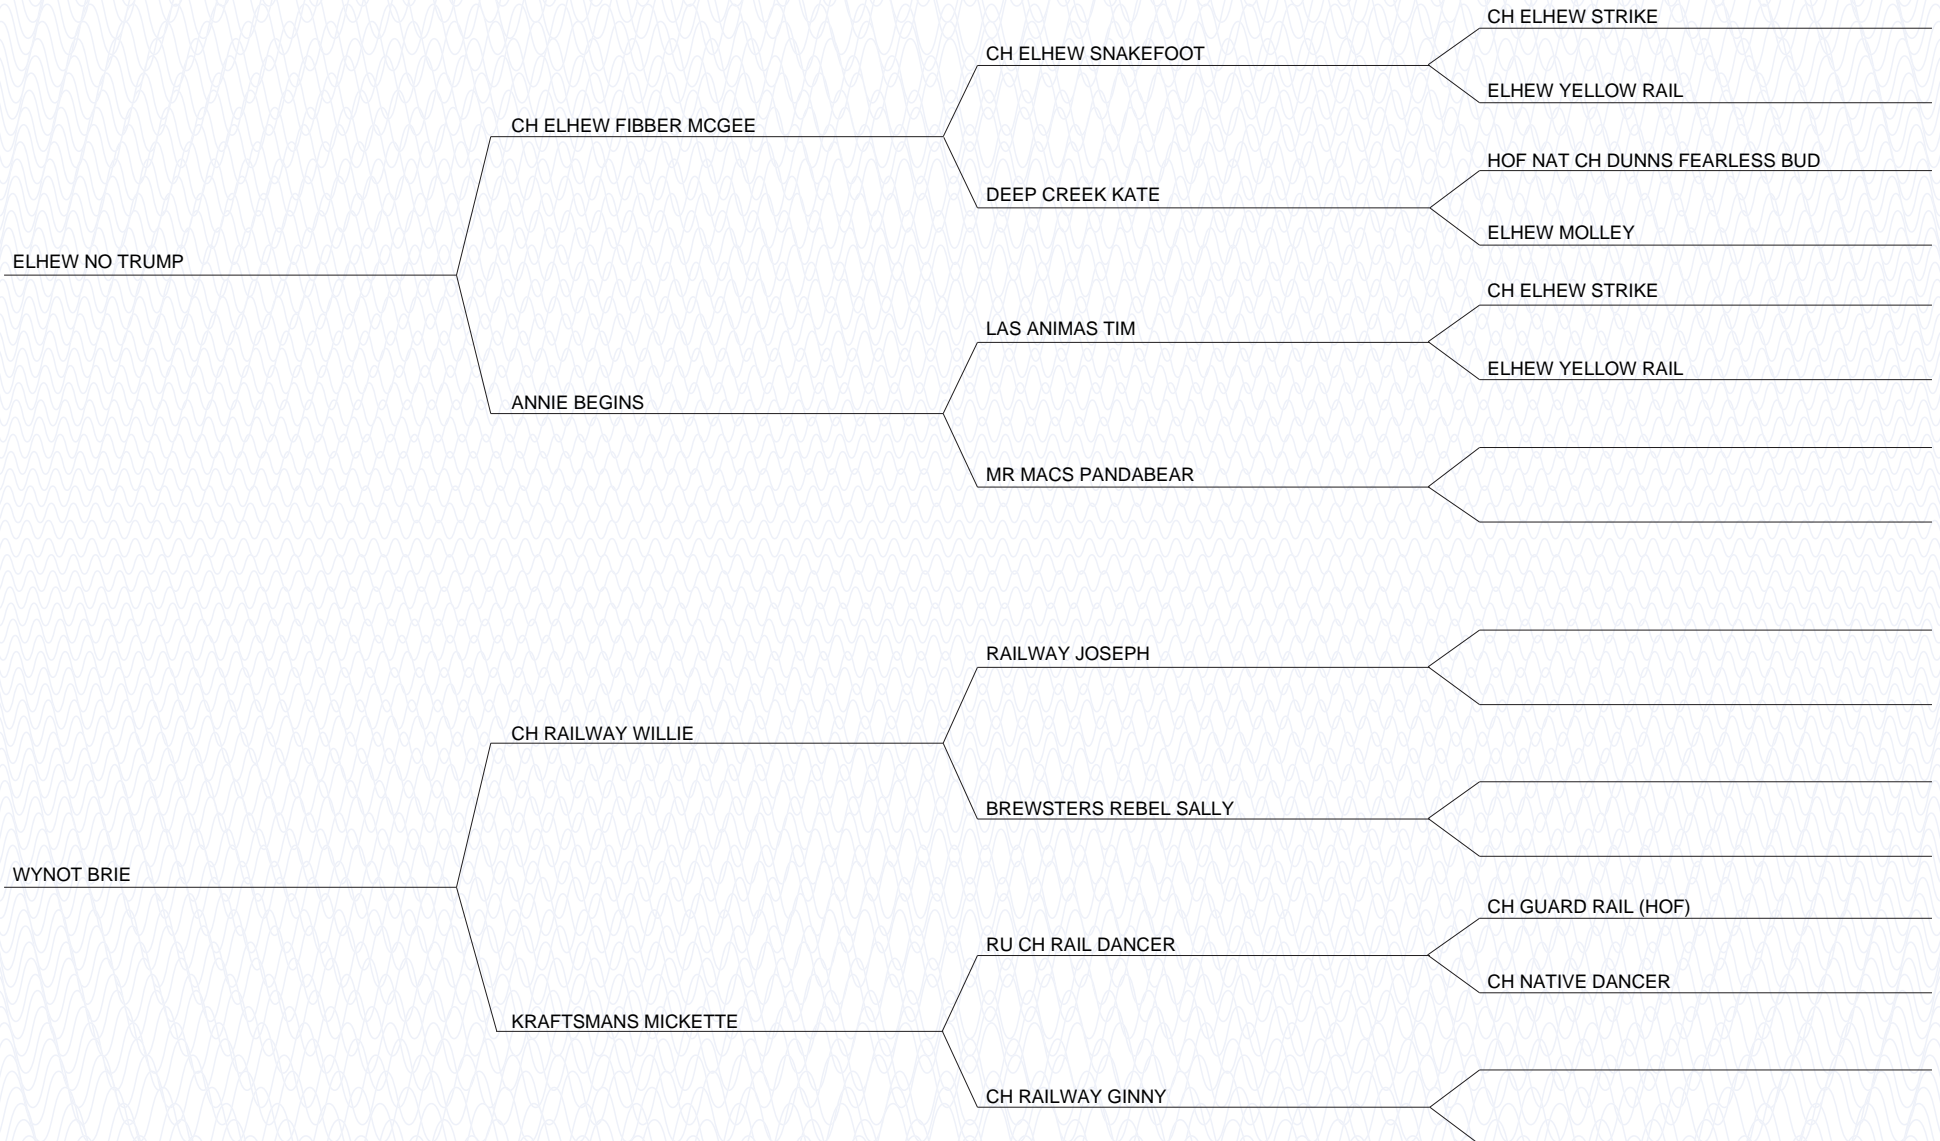 CH ELHEW STRIKE
CH ELHEW SNAKEFOOT
ELHEW YELLOW RAIL
CH ELHEW FIBBER MCGEE
HOF NAT CH DUNNS FEARLESS BUD
DEEP CREEK KATE
ELHEW MOLLEY
ELHEW NO TRUMP
CH ELHEW STRIKE
LAS ANIMAS TIM
ELHEW YELLOW RAIL
ANNIE BEGINS
MR MACS PANDABEAR
RAILWAY JOSEPH
CH RAILWAY WILLIE
BREWSTERS REBEL SALLY
WYNOT BRIE
CH GUARD RAIL (HOF)
RU CH RAIL DANCER
CH NATIVE DANCER
KRAFTSMANS MICKETTE
CH RAILWAY GINNY